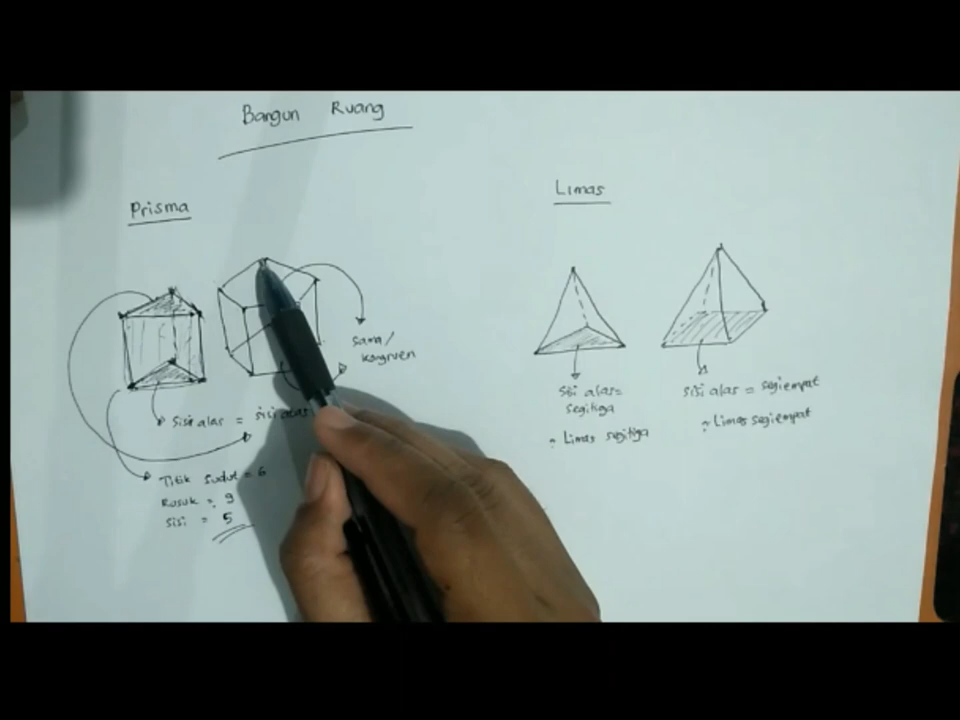 Bangun Ruang
Prisma
Sama/
kongruen
Sisi alas = sisi atas
Titik sudut = 6
Rusuk = 9
Sisi = 5
Limas
Sisi alas =
segitiga
∴ Limas segitiga
sisi alas = segiempat
∴ Limas segiempat